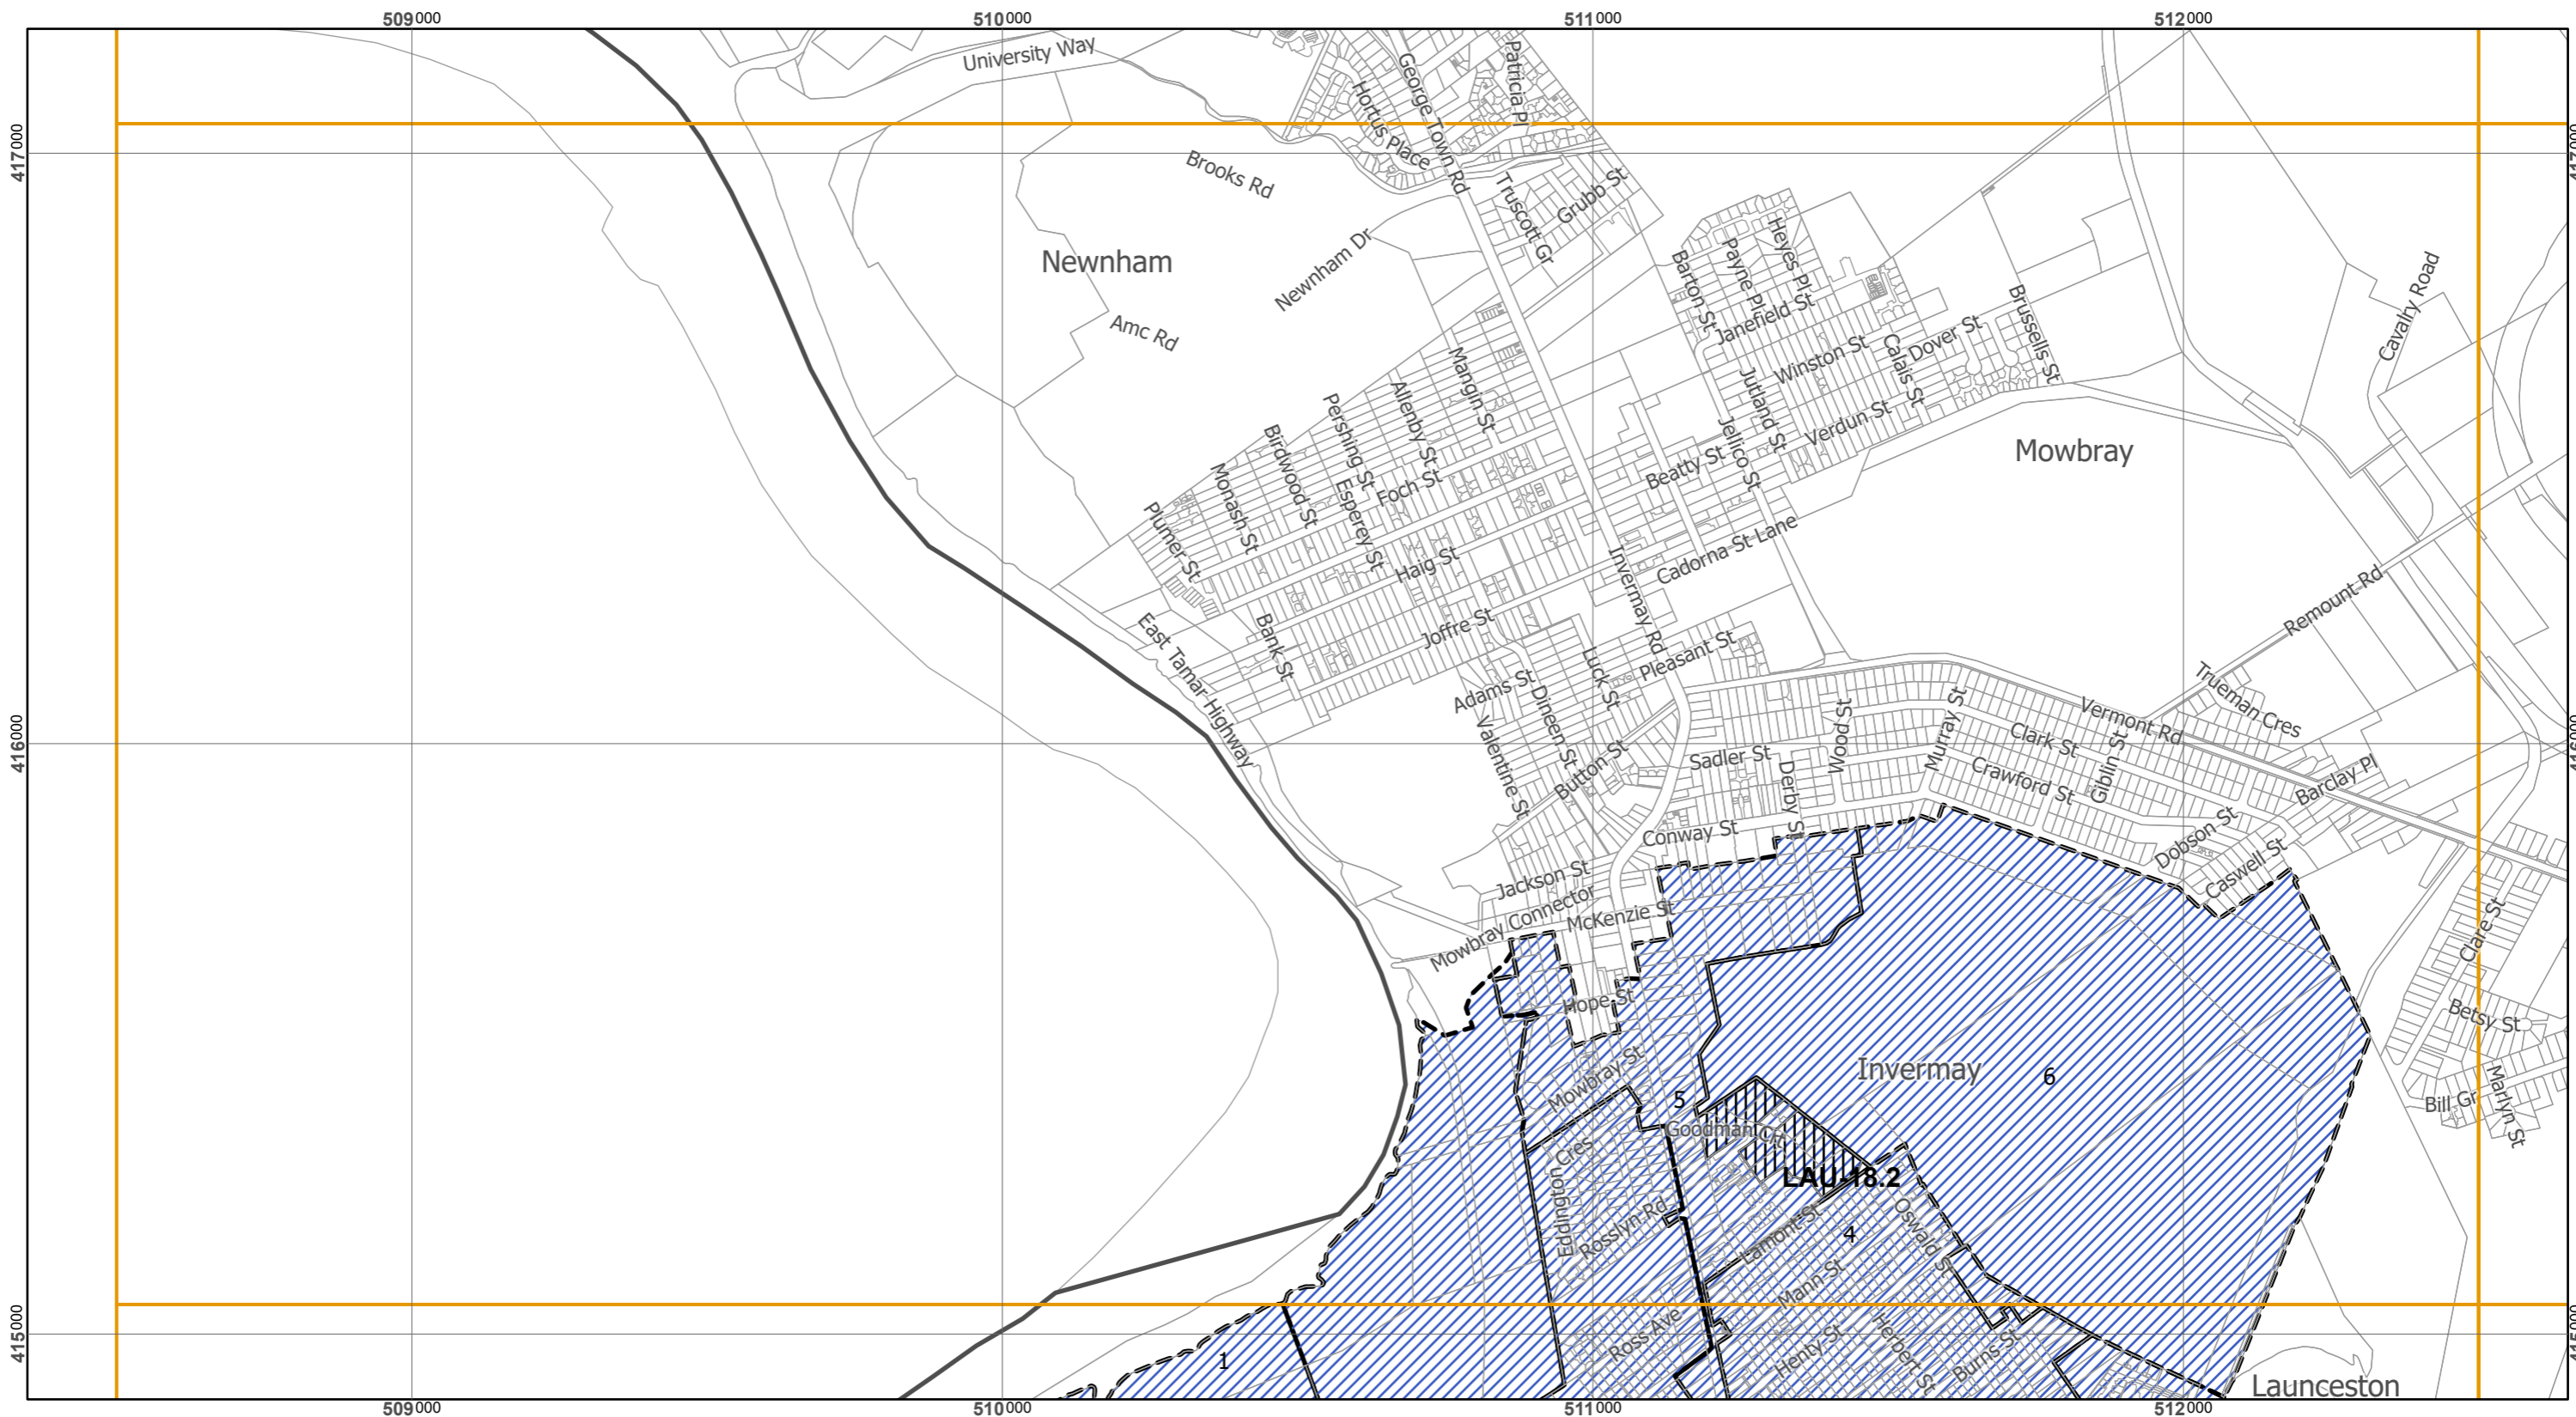 509000
510000
511000
512000
University Way
George Town Rd
Patricia Pl
Hortus Place
417000
417000
Brooks Rd
Truscott Gr
Grubb St
Newnham Dr
Newnham
Amc Rd
Barton St
Payne Pl
Heyes Pl
Janefield St
Winston St
Calais St
Dover St
Brussells St
Cavalry Road
Mangin St
Allenby St
Pershing St
Birdwood St
Monash St
Plumer St
Foch St
Esperey St
Haig St
Jutland St
Verdun St
Jellico St
Beatty St
Mowbray
Cadorna St Lane
Invermay Rd
Remount Rd
East Tamar Highway
Bank St
Joffre St
Pleasant St
Luck St
Adams St
Dineen St
Valentine St
Button St
Trueman Cres
Vermont Rd
Murray St
Wood St
Clark St
Giblin St
416000
416000
Sadler St
Derby St
Crawford St
Barclay Pl
Conway St
Dobson St
Caswell St
Jackson St
Mowbray Connector
McKenzie St
Clare St
Hope St
Betsy St
Mowbray St
Invermay
6
5
Marlyn St
Bill Gr
Goodman Crt
Eddington Cres
LAU-18.2
Rosslyn Rd
Lamont St
4
Oswald St
Mann St
415000
415000
Ross Ave
Henty St
Herbert St
Burns St
1
Launceston
509000
510000
511000
512000